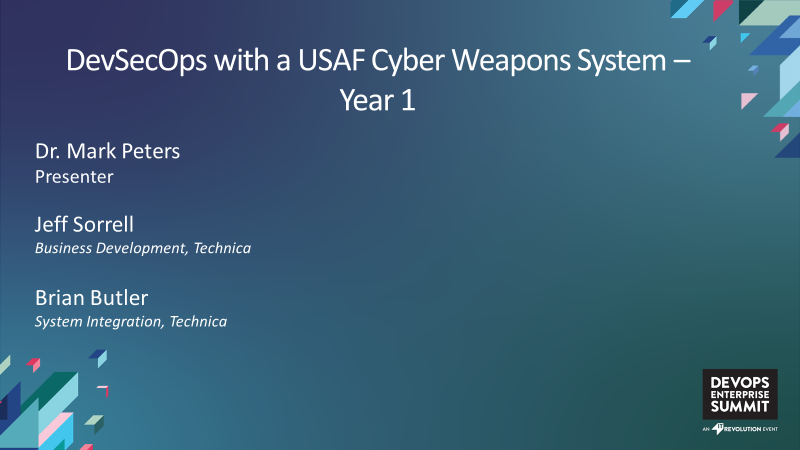 DevSecOps with a USAF Cyber Weapons System –
Year 1
Dr. Mark Peters
Presenter
Jeff Sorrell
Business Development, Technica
Brian Butler
System Integration, Technica
DEVOPS
ENTERPRISE
SUMMIT
AN IT REVOLUTION EVENT